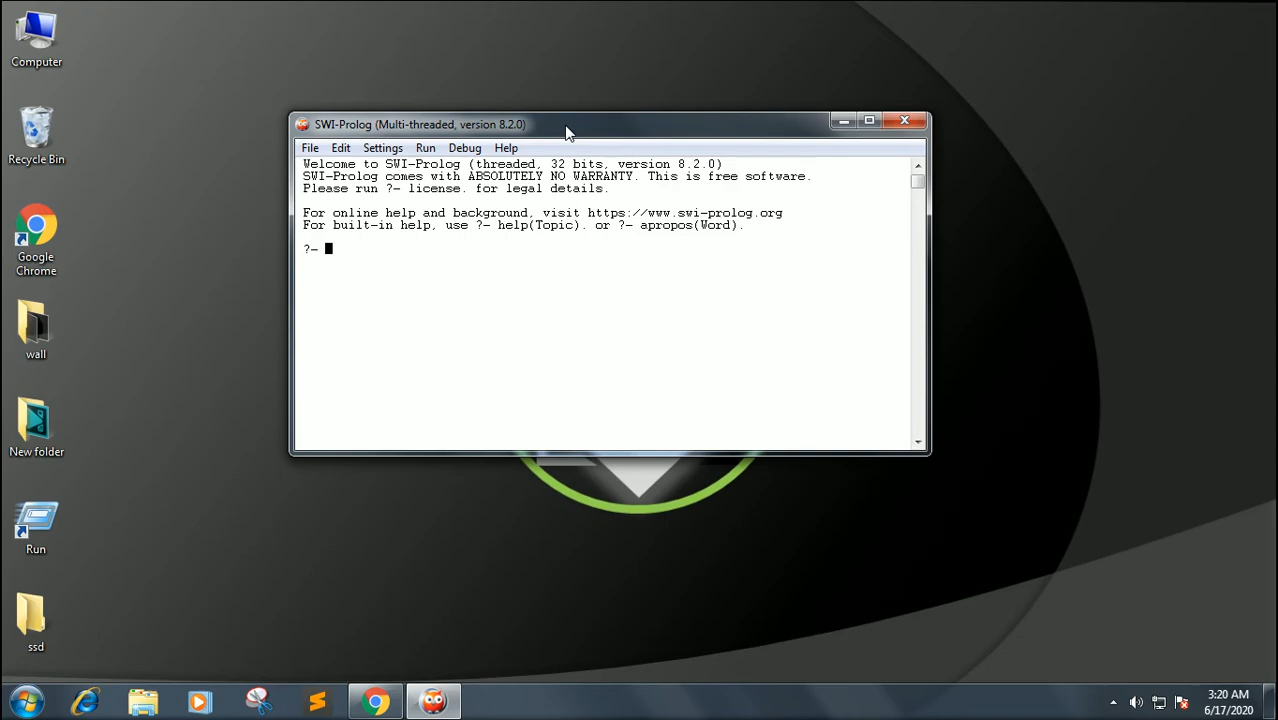 Computer
Recycle Bin
Google
Chrome
wall
New folder
Run
ssd
SWI-Prolog (Multi-threaded, version 8.2.0)
File Edit Settings Run Debug Help
Welcome to SWI-Prolog (threaded, 32 bits, version 8.2.0)
SWI-Prolog comes with ABSOLUTELY NO WARRANTY. This is free software.
Please run ?- license. for legal details.
For online help and background, visit https://www.swi-prolog.org
For built-in help, use ?- help(Topic). or ?- apropos(Word).
?-
3:20 AM
6/17/2020